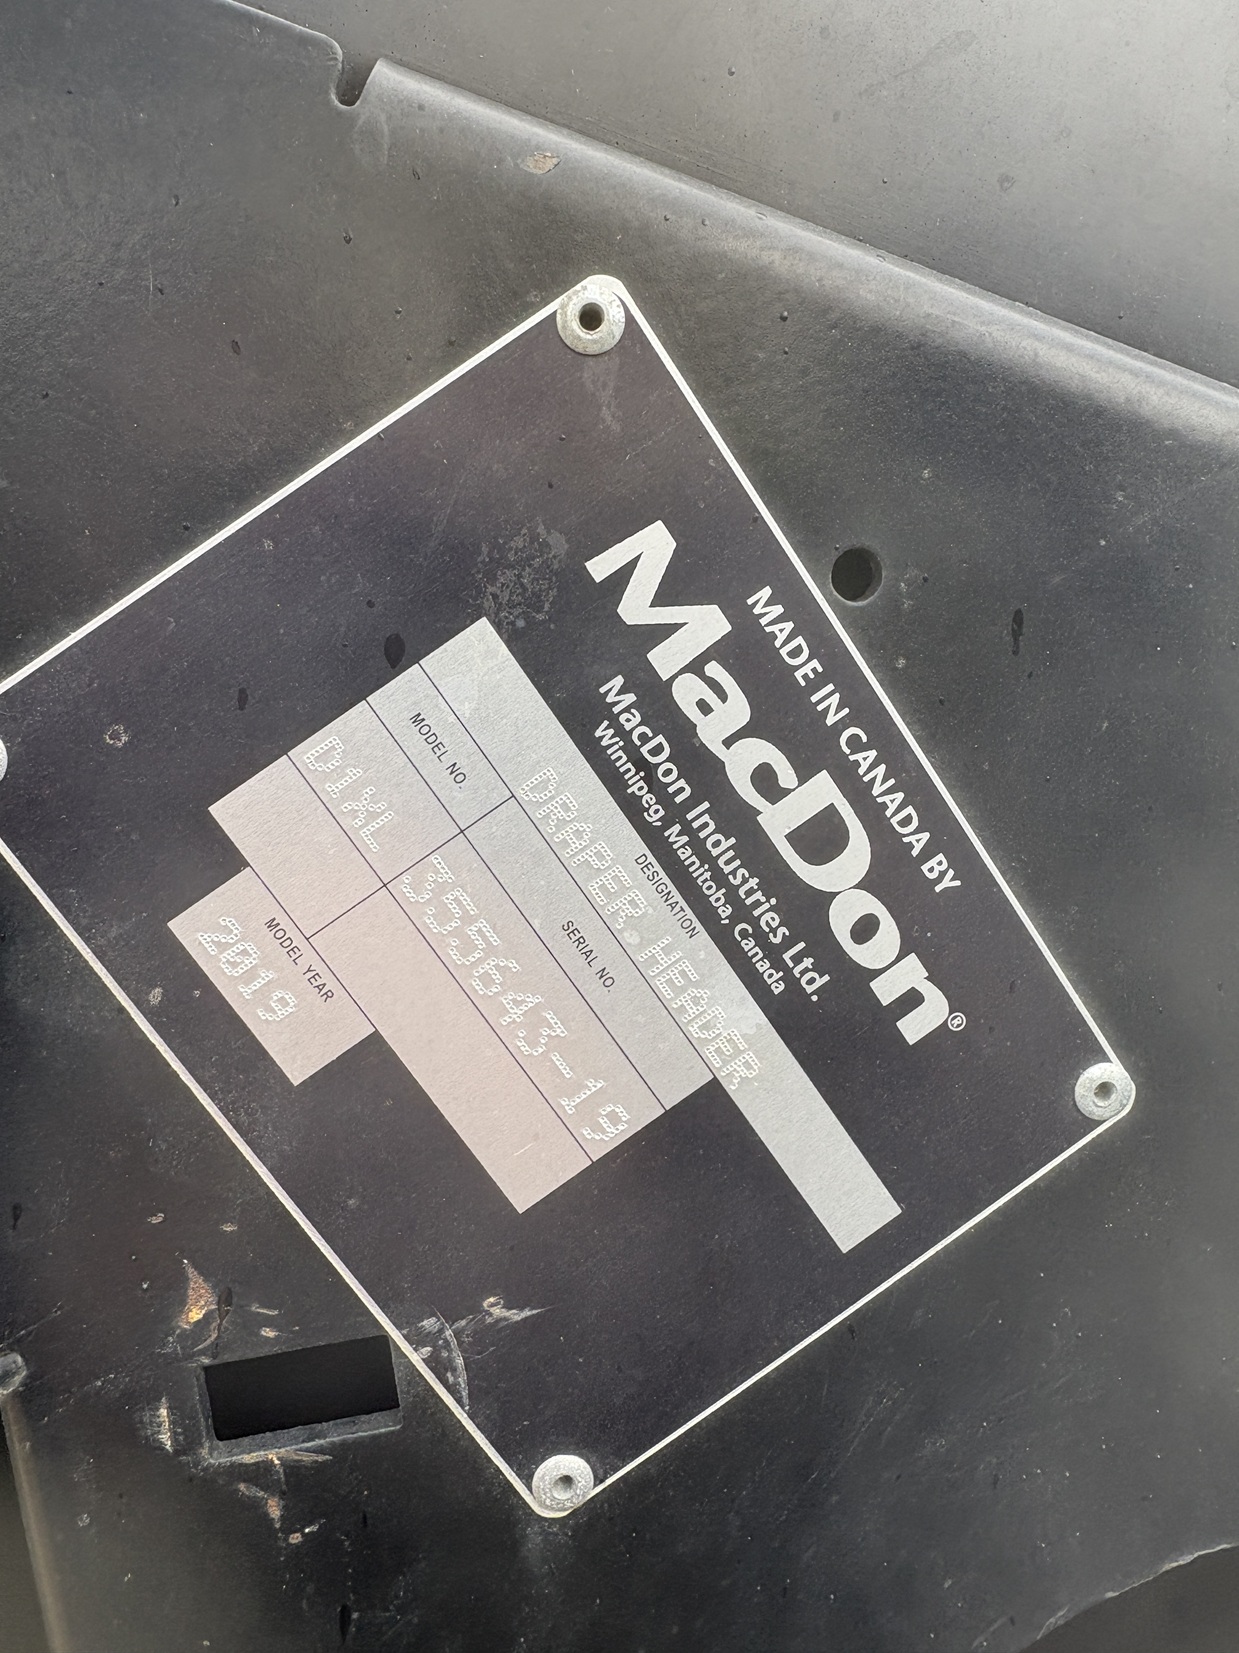 MADE IN CANADA BY
MacDon®
MacDon Industries Ltd.
Winnipeg, Manitoba, Canada
DESIGNATION
DRAPER HEADER
MODEL NO.
SERIAL NO.
D1XL
355643-19
MODEL YEAR
2019